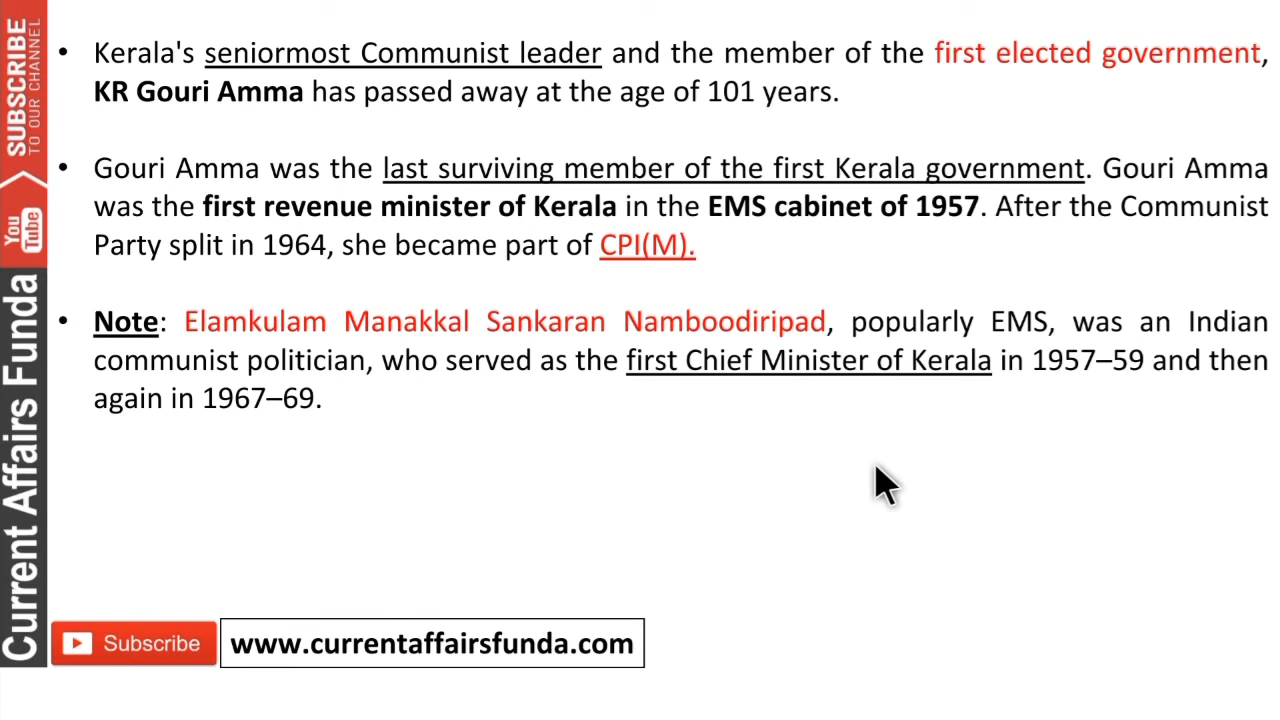 • Kerala's seniormost Communist leader and the member of the first elected government,
KR Gouri Amma has passed away at the age of 101 years.
• Gouri Amma was the last surviving member of the first Kerala government. Gouri Amma
was the first revenue minister of Kerala in the EMS cabinet of 1957. After the Communist
Party split in 1964, she became part of CPI(M).
• Note: Elamkulam Manakkal Sankaran Namboodiripad, popularly EMS, was an Indian
communist politician, who served as the first Chief Minister of Kerala in 1957–59 and then
again in 1967–69.
SUBSCRIBE
TO OUR CHANNEL
You
Tube
Current Affairs Funda
Subscribe
www.currentaffairsfunda.com